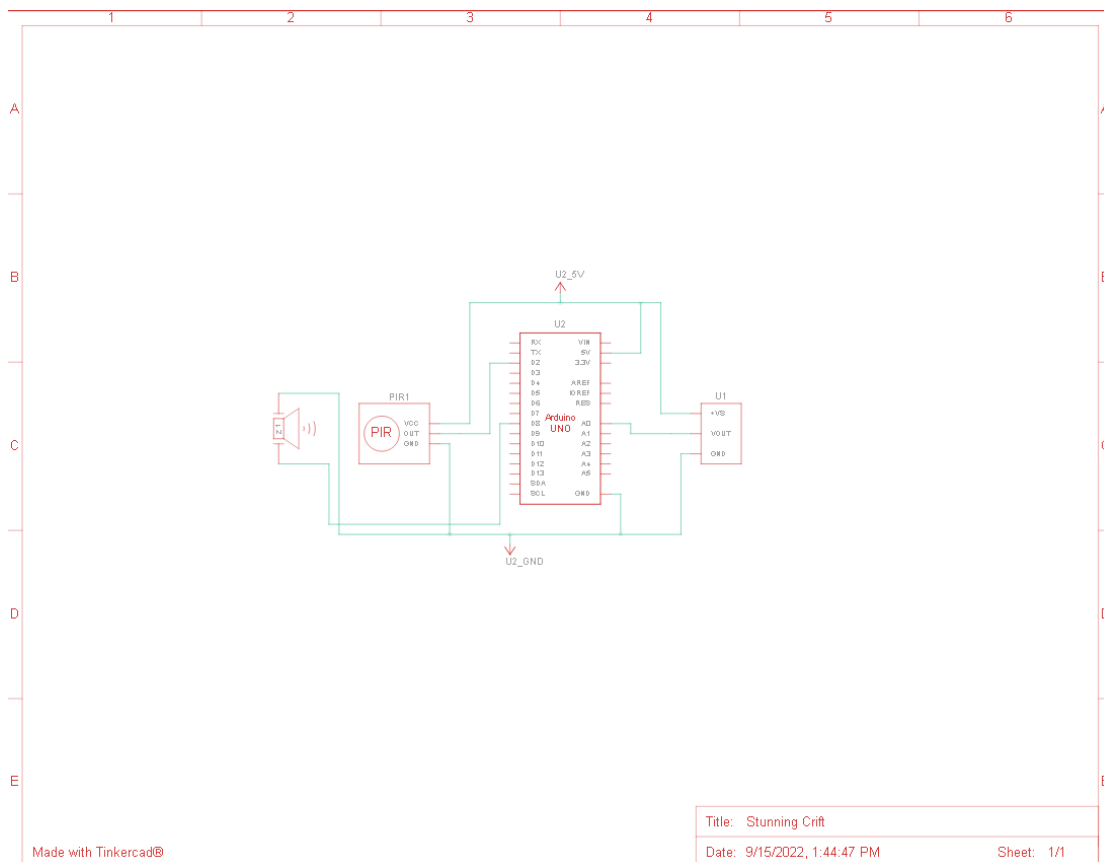 1 2 3 4 5 6
A A
B B
C C
D D
E E
U2_5V
U2
RX VIN
TX 5V
D2 3.3V
D3
D4 AREF
D5 IOREF
D6 RES
D7
D8 A0
D9 A1
D10 A2
D11 A3
D12 A4
D13 A5
SDA
SCL GND
Arduino
UNO
PIR1
PIR
VCC
OUT
GND
U1
+VS
VOUT
GND
U2_GND
Title: Stunning Crift
Date: 9/15/2022, 1:44:47 PM Sheet: 1/1
Made with Tinkercad®